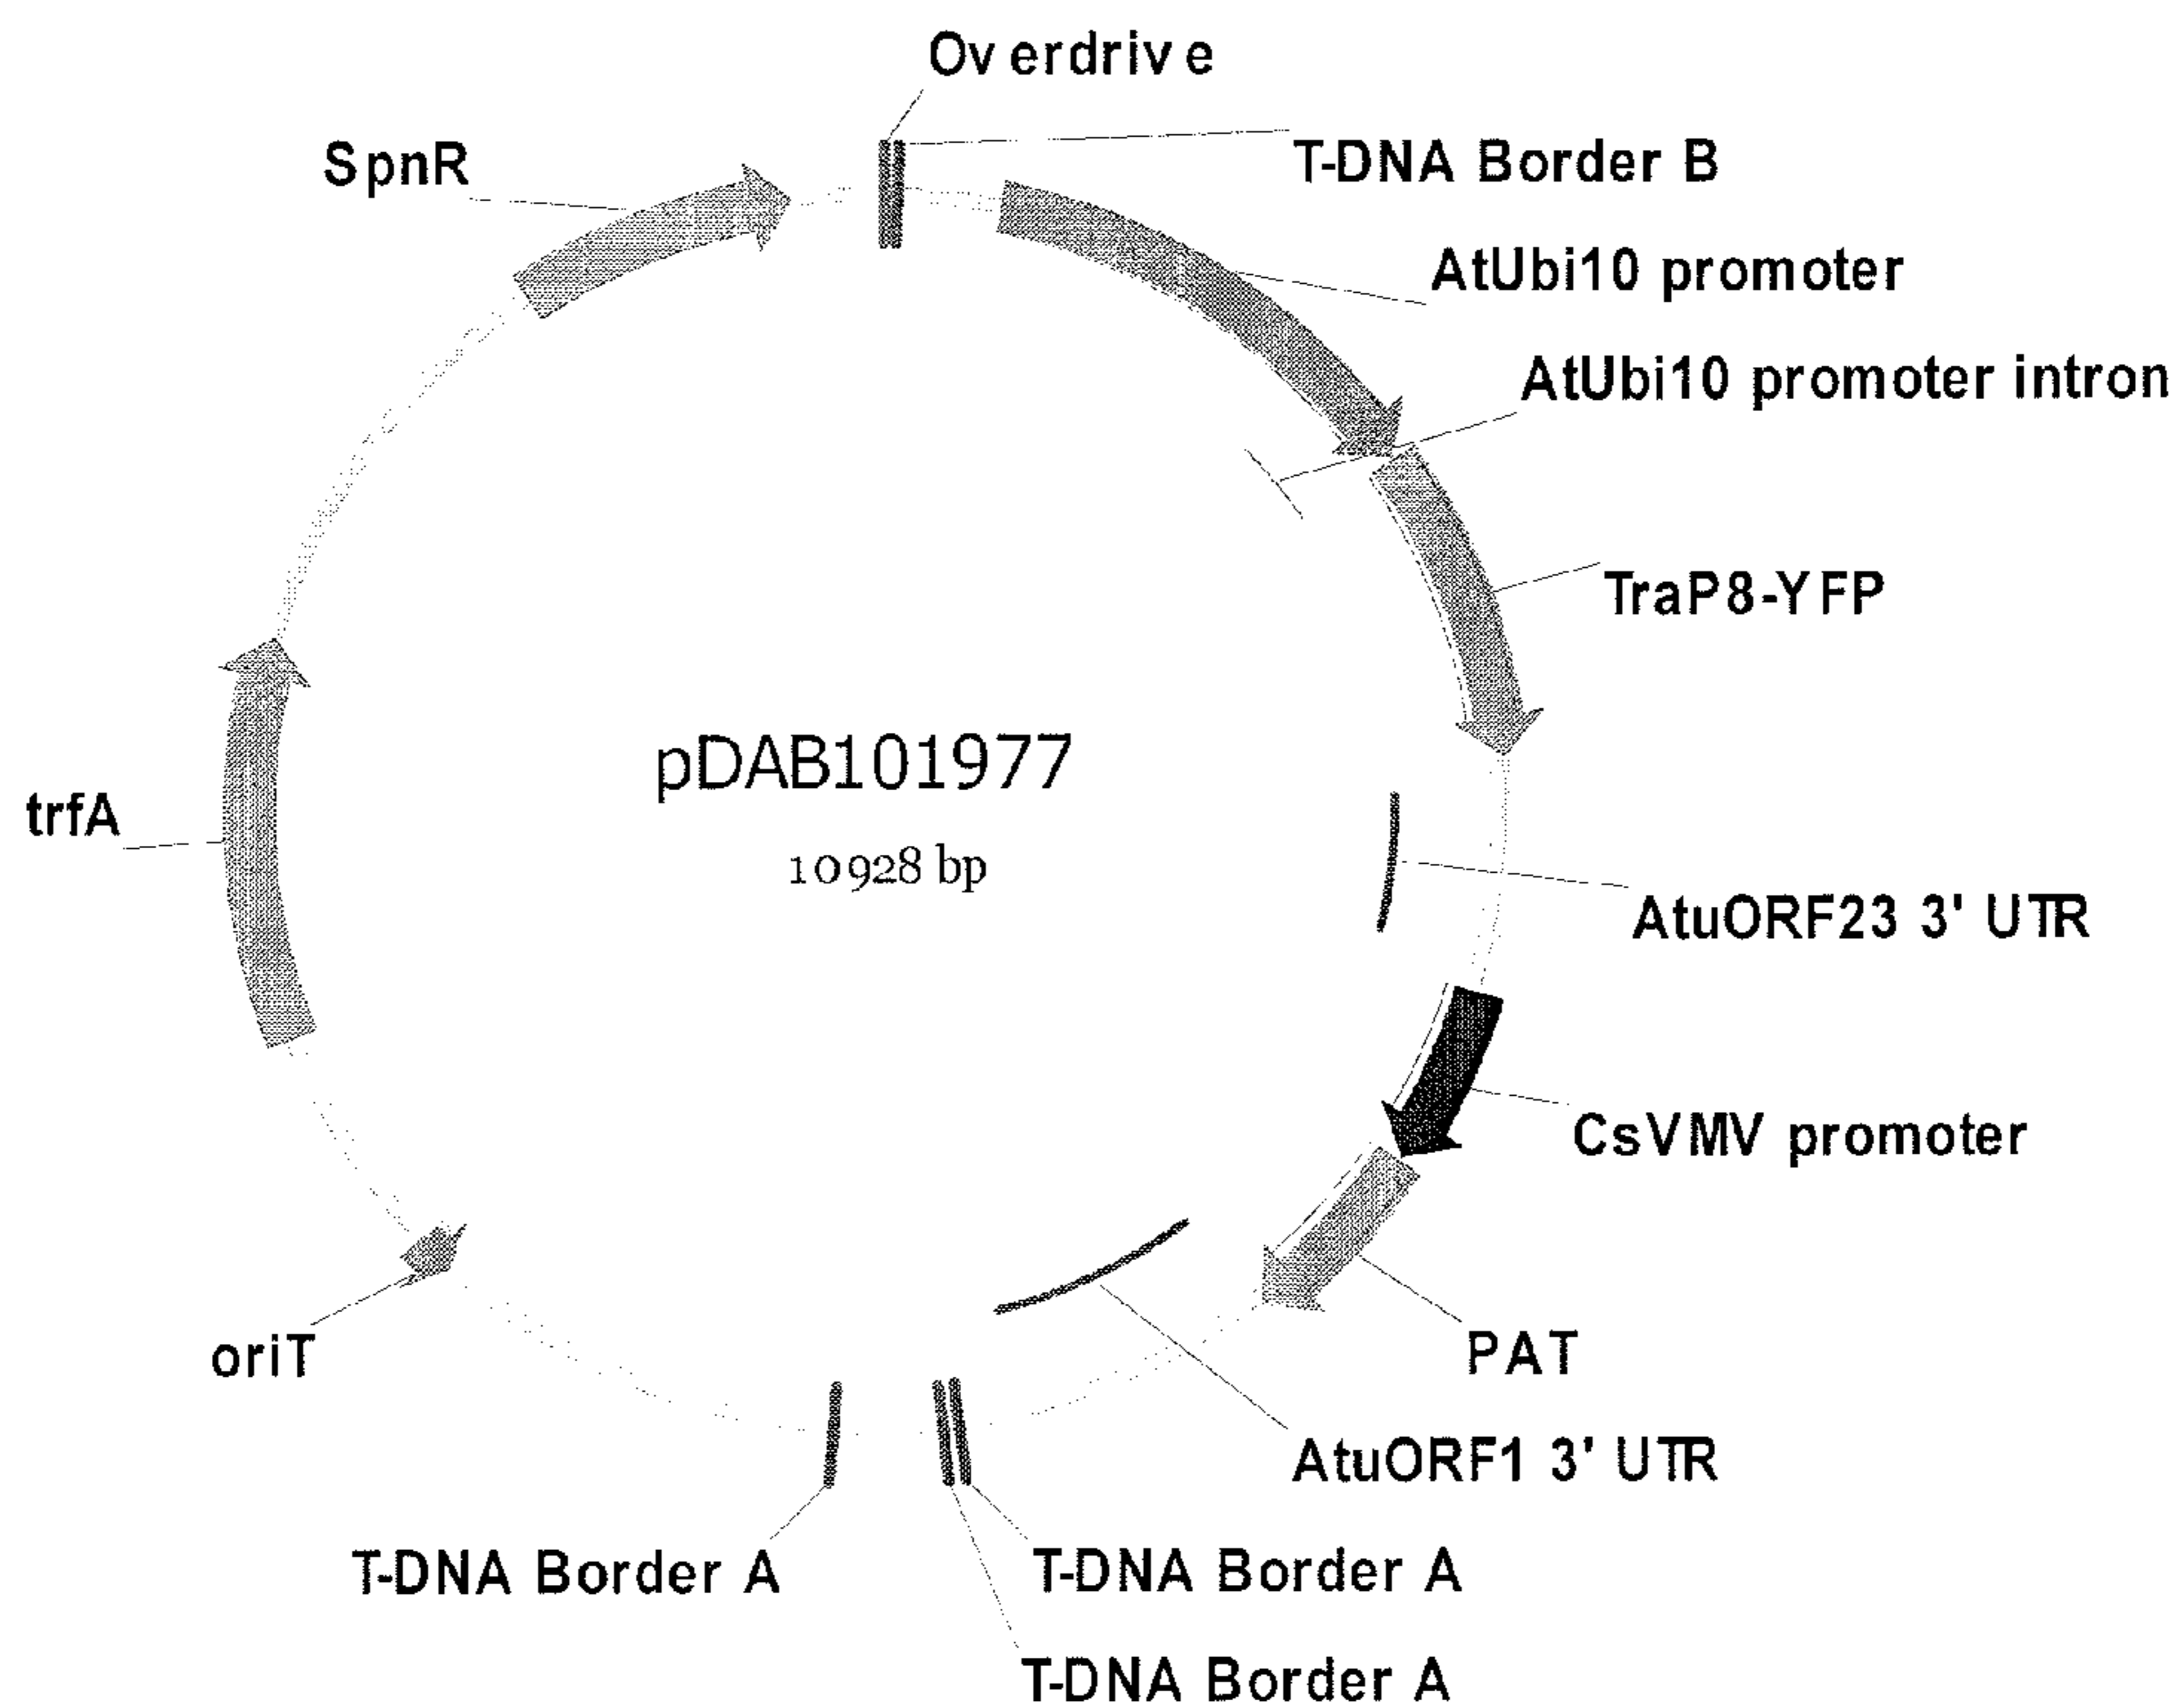 Overdrive
SpnR
T-DNA Border B
AtUbi10 promoter
AtUbi10 promoter intron
TraP8-YFP
pDAB101977
10928 bp
trfA
AtuORF23 3' UTR
CsVMV promoter
oriT
PAT
AtuORF1 3' UTR
T-DNA Border A
T-DNA Border A
T-DNA Border A